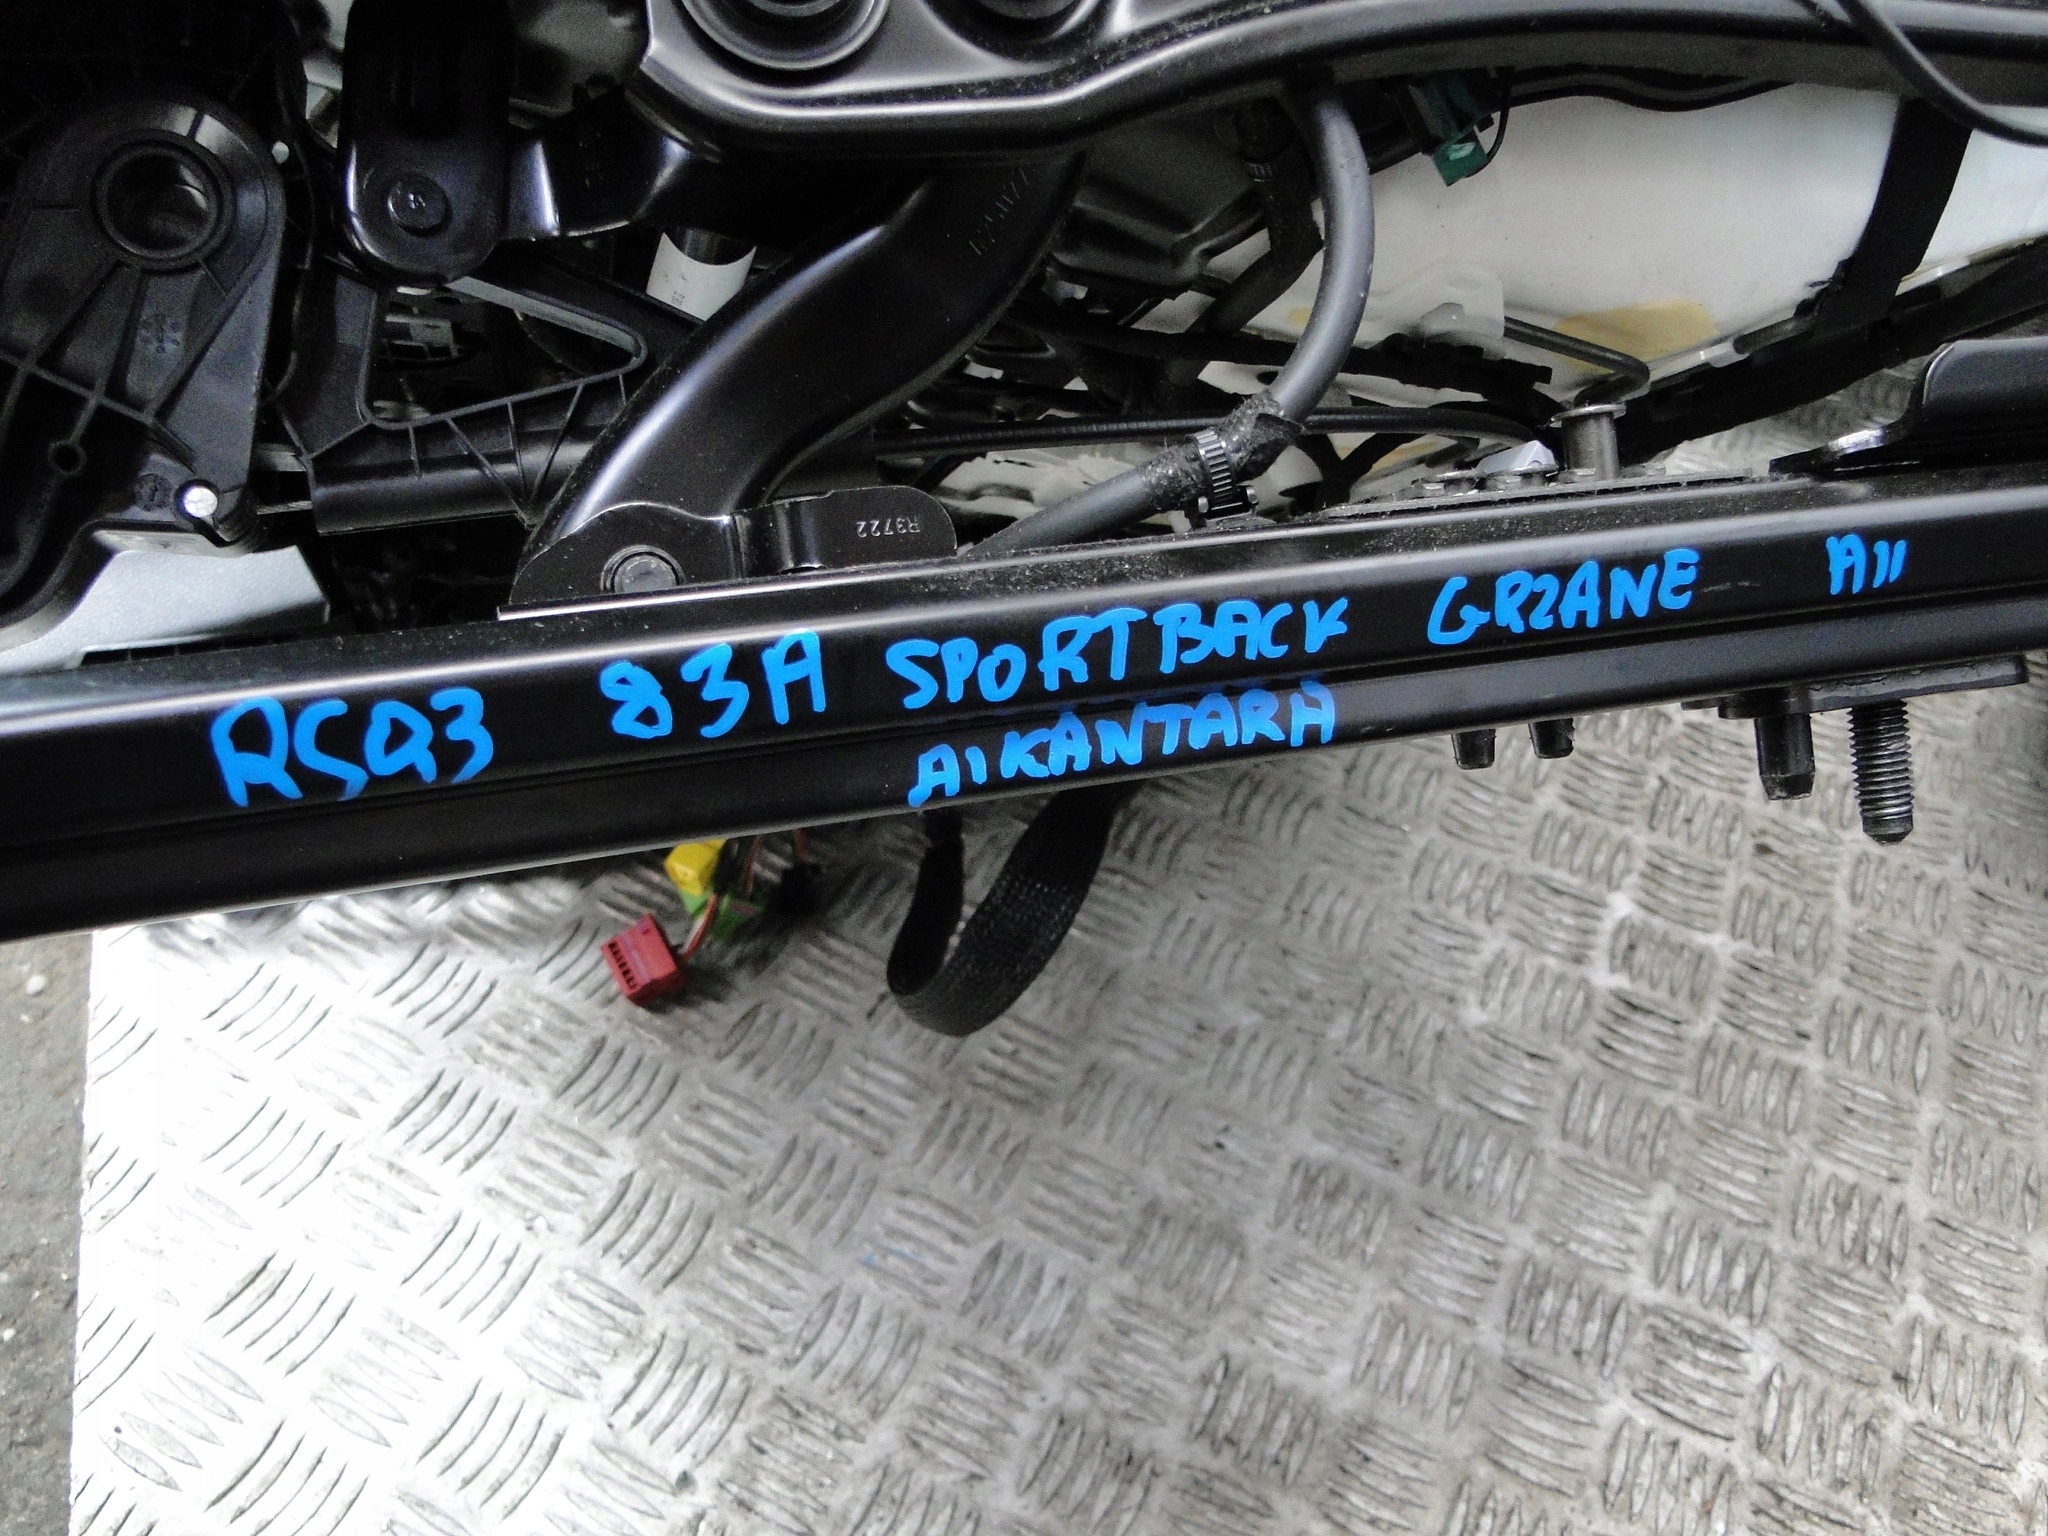 R3722
RSQ3 83A SPORTBACK GRZANE A11
AlKANTARA